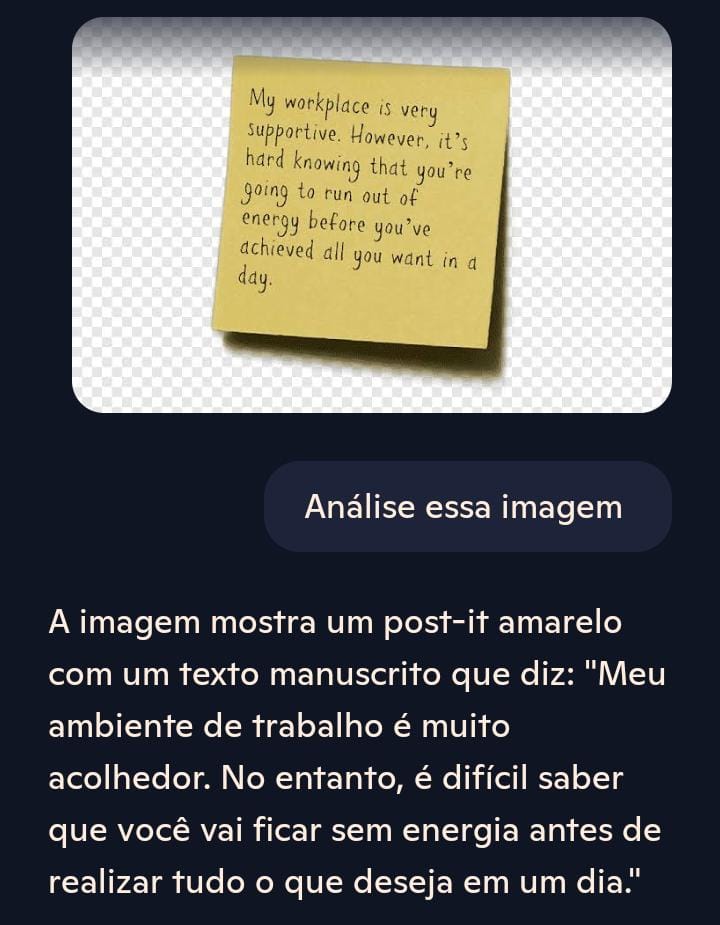 My workplace is very
supportive. However, it's
hard knowing that you're
going to run out of
energy before you've
achieved all you want in a
day.
Análise essa imagem
A imagem mostra um post-it amarelo
com um texto manuscrito que diz: "Meu
ambiente de trabalho é muito
acolhedor. No entanto, é difícil saber
que você vai ficar sem energia antes de
realizar tudo o que deseja em um dia."